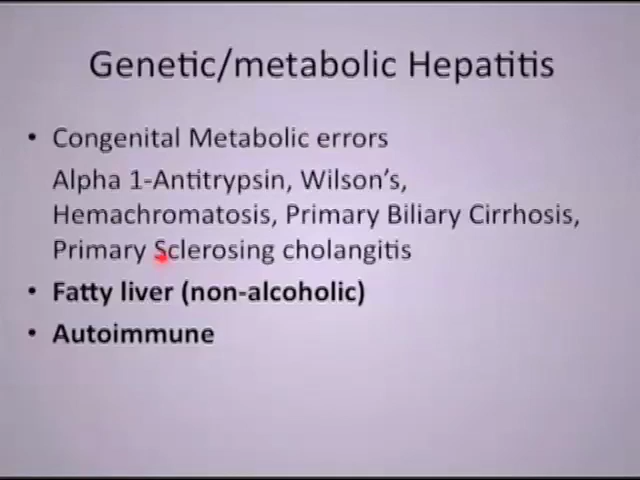 Genetic/metabolic Hepatitis
• Congenital Metabolic errors
Alpha 1-Antitrypsin, Wilson's,
Hemachromatosis, Primary Biliary Cirrhosis,
Primary Sclerosing cholangitis
• Fatty liver (non-alcoholic)
• Autoimmune